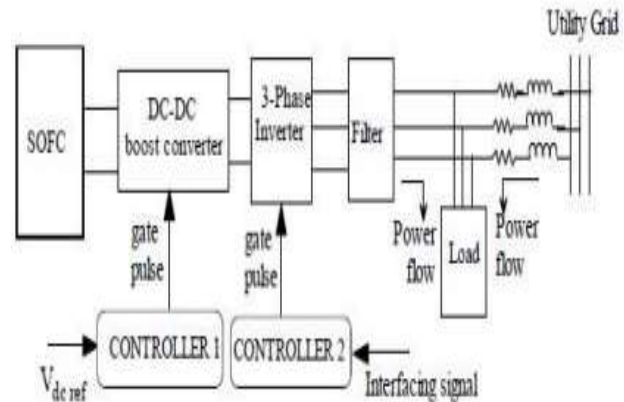 Utility Grid
SOFC
DC-DC
boost converter
3-Phase
Inverter
Filter
Load
Power
flow
Power
flow
gate
pulse
gate
pulse
CONTROLLER 1
CONTROLLER 2
V dc ref
Interfacing signal